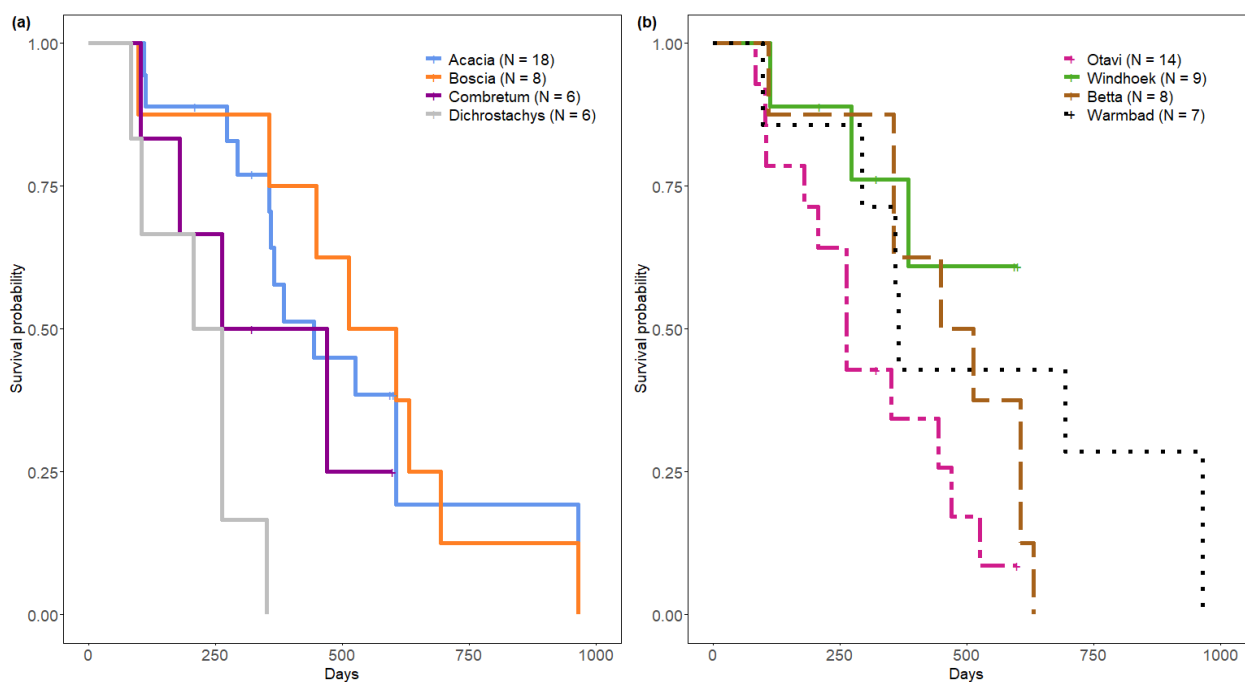 (a)
1.00
0.75
0.50
0.25
0.00
Survival probability
Acacia (N = 18)
Boscia (N = 8)
Combretum (N = 6)
Dichrostachys (N = 6)
0
250
500
750
1000
Days
(b)
1.00
0.75
0.50
0.25
0.00
Survival probability
Otavi (N = 14)
Windhoek (N = 9)
Betta (N = 8)
Warmbad (N = 7)
0
250
500
750
1000
Days